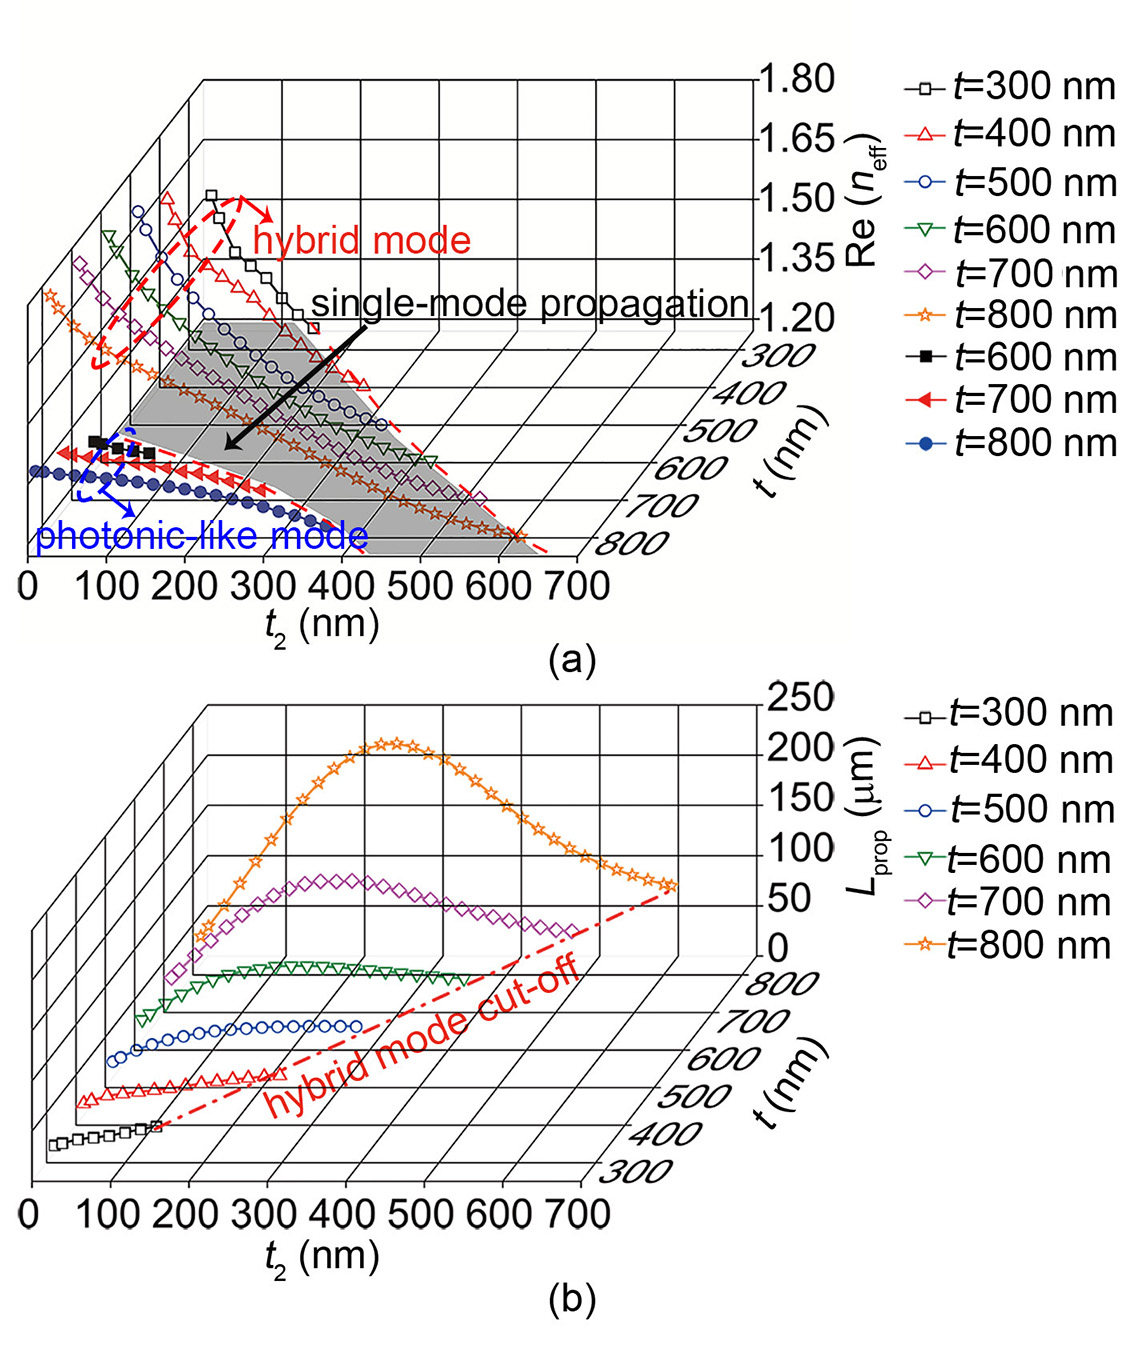 1.80
1.65
1.50
1.35
1.20
Re (neff)
hybrid mode
single-mode propagation
photonic-like mode
300
400
500
600
700
800
t (nm)
0 100 200 300 400 500 600 700
t2 (nm)
t=300 nm
t=400 nm
t=500 nm
t=600 nm
t=700 nm
t=800 nm
t=600 nm
t=700 nm
t=800 nm
(a)
250
200
150
100
50
0
Lprop (μm)
hybrid mode cut-off
800
700
600
500
400
300
t (nm)
0 100 200 300 400 500 600 700
t2 (nm)
t=300 nm
t=400 nm
t=500 nm
t=600 nm
t=700 nm
t=800 nm
(b)